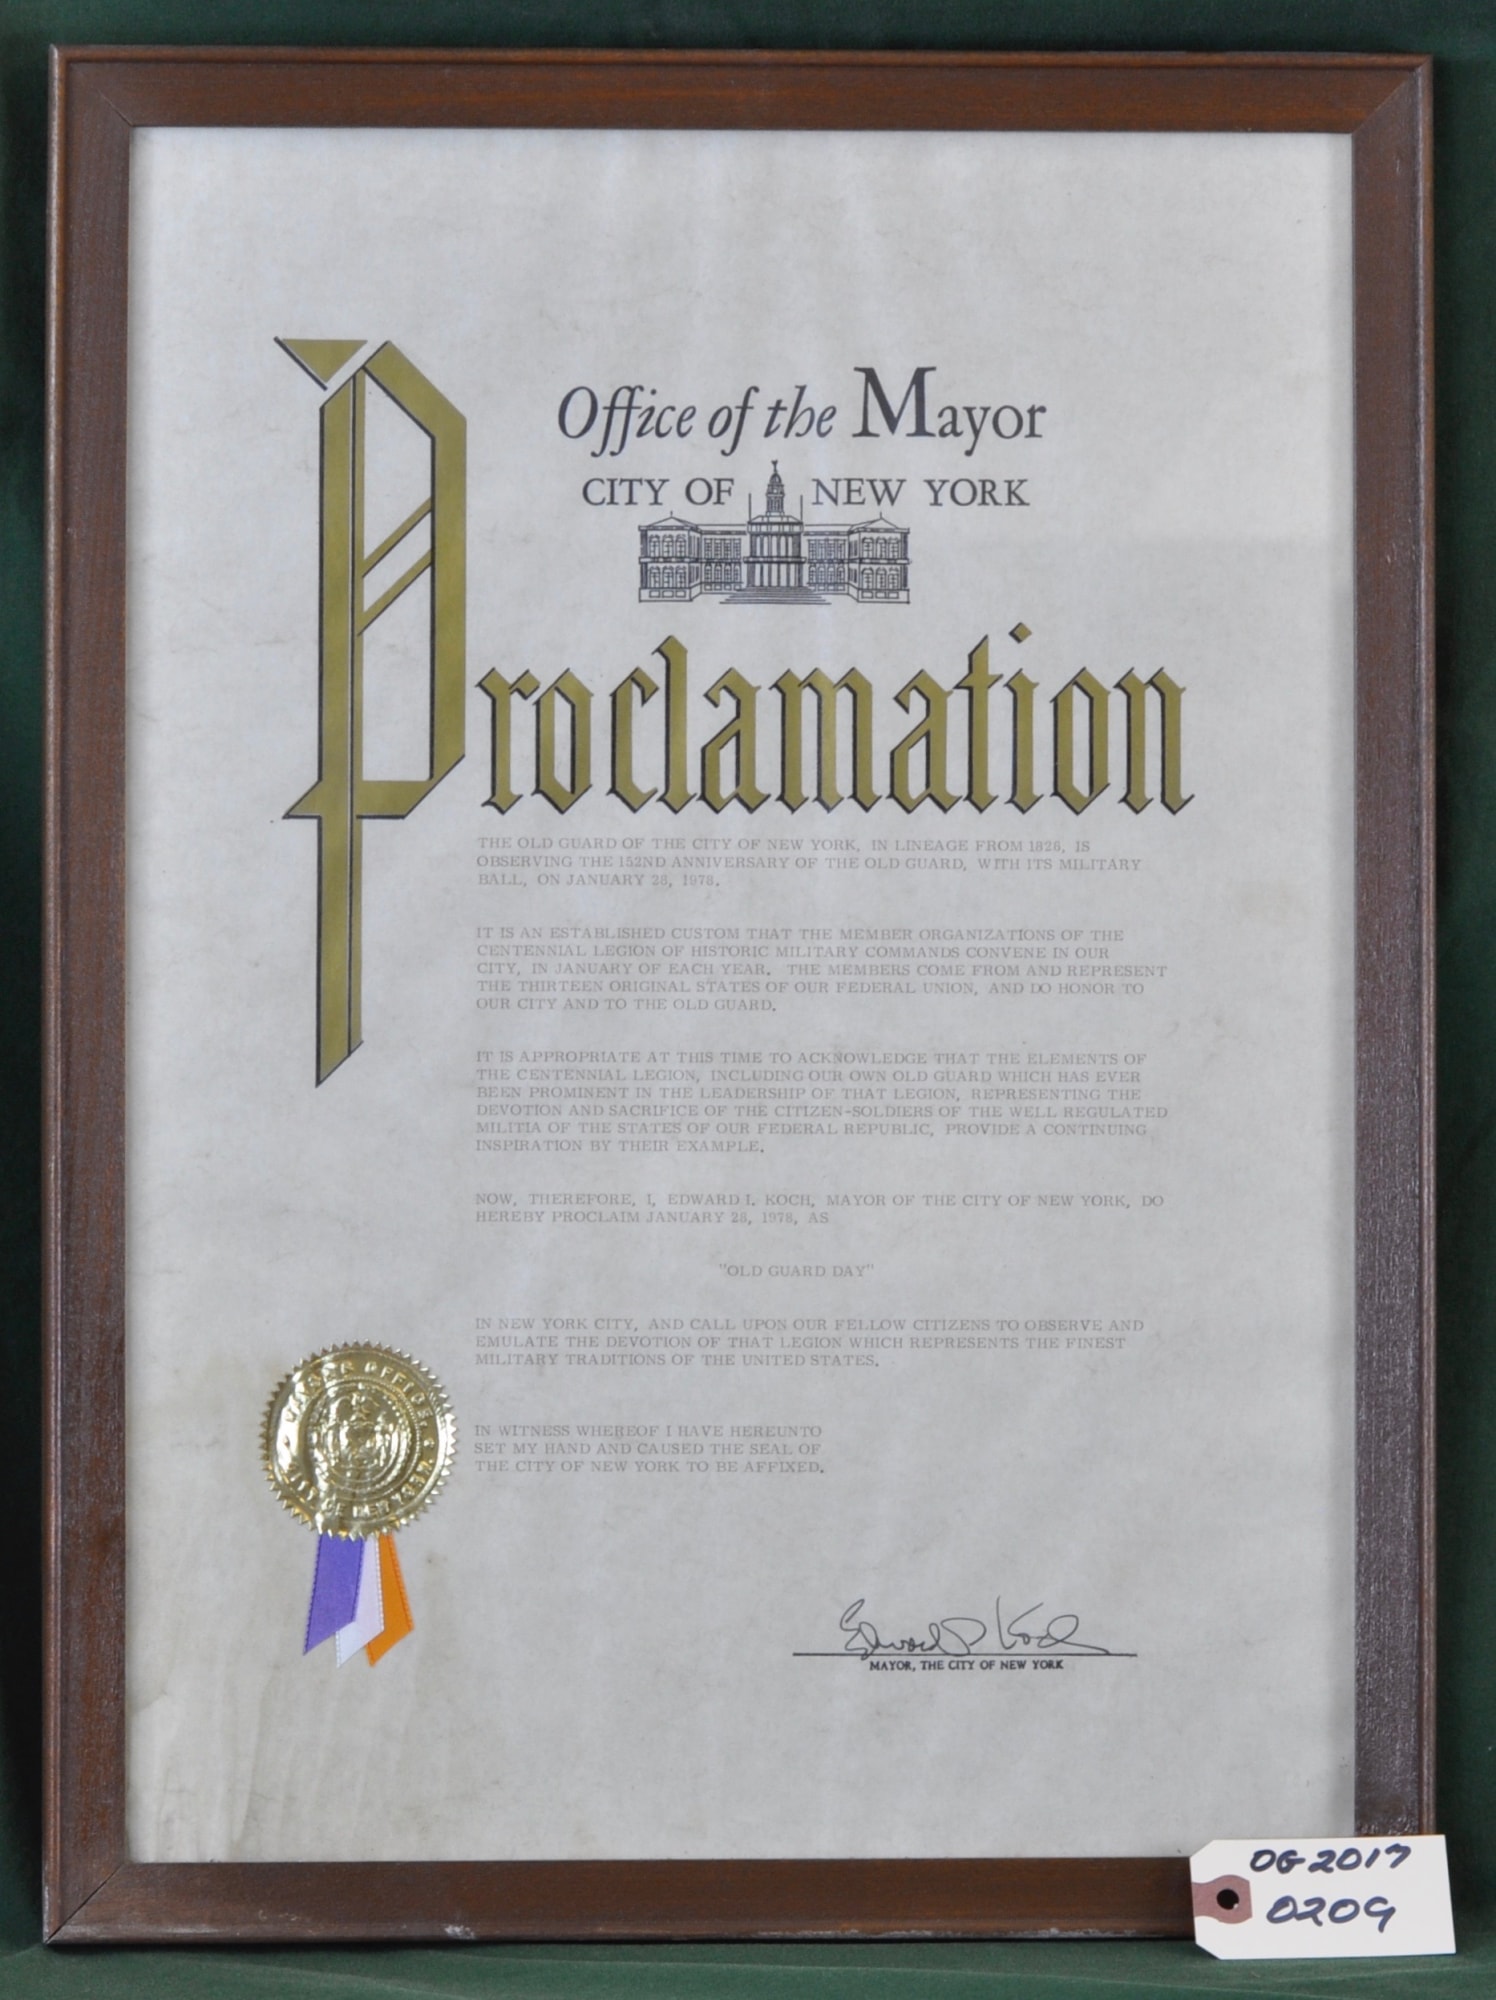 Office of the Mayor
CITY OF NEW YORK
Proclamation
THE OLD GUARD OF THE CITY OF NEW YORK, IN LINEAGE FROM 1826, IS
OBSERVING THE 152ND ANNIVERSARY OF THE OLD GUARD, WITH ITS MILITARY
BALL, ON JANUARY 28, 1978.
IT IS AN ESTABLISHED CUSTOM THAT THE MEMBER ORGANIZATIONS OF THE
CENTENNIAL LEGION OF HISTORIC MILITARY COMMANDS CONVENE IN OUR
CITY, IN JANUARY OF EACH YEAR. THE MEMBERS COME FROM AND REPRESENT
THE THIRTEEN ORIGINAL STATES OF OUR FEDERAL UNION, AND DO HONOR TO
OUR CITY AND TO THE OLD GUARD.
IT IS APPROPRIATE AT THIS TIME TO ACKNOWLEDGE THAT THE ELEMENTS OF
THE CENTENNIAL LEGION, INCLUDING OUR OWN OLD GUARD WHICH HAS EVER
BEEN PROMINENT IN THE LEADERSHIP OF THAT LEGION, REPRESENTING THE
DEVOTION AND SACRIFICE OF THE CITIZEN-SOLDIERS OF THE WELL REGULATED
MILITIA OF THE STATES OF OUR FEDERAL REPUBLIC, PROVIDE A CONTINUING
INSPIRATION BY THEIR EXAMPLE.
NOW, THEREFORE, I, EDWARD I. KOCH, MAYOR OF THE CITY OF NEW YORK, DO
HEREBY PROCLAIM JANUARY 28, 1978, AS
"OLD GUARD DAY"
IN NEW YORK CITY, AND CALL UPON OUR FELLOW CITIZENS TO OBSERVE AND
EMULATE THE DEVOTION OF THAT LEGION WHICH REPRESENTS THE FINEST
MILITARY TRADITIONS OF THE UNITED STATES.
IN WITNESS WHEREOF I HAVE HEREUNTO
SET MY HAND AND CAUSED THE SEAL OF
THE CITY OF NEW YORK TO BE AFFIXED.
CITY OF NEW YORK
Edward I. Koch
MAYOR, THE CITY OF NEW YORK
OG 2017
0209